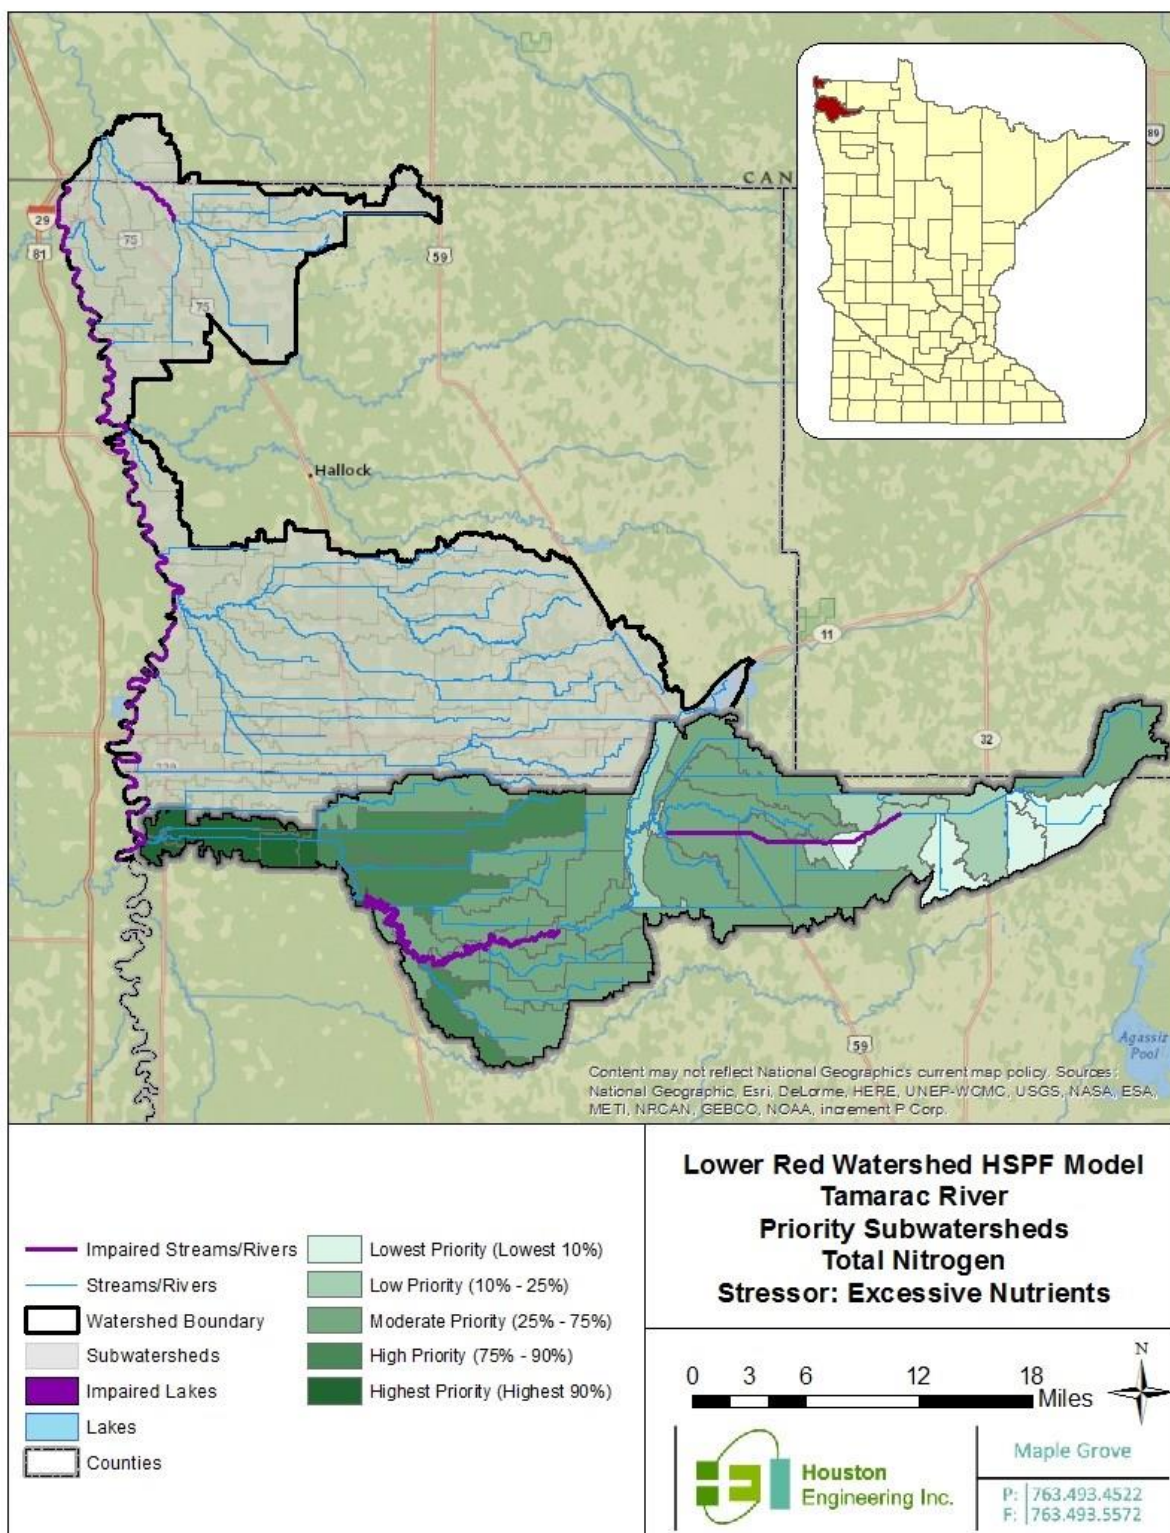 CAN
89
29
81
75
59
75
Hallock
11
32
220
59
Agassiz
Pool
Content may not reflect National Geographic's current map policy. Sources:
National Geographic, Esri, DeLorme, HERE, UNEP-WCMC, USGS, NASA, ESA,
METI, NRCAN, GEBCO, NOAA, increment P Corp.
Lower Red Watershed HSPF Model
Tamarac River
Priority Subwatersheds
Total Nitrogen
Stressor: Excessive Nutrients
Impaired Streams/Rivers
Streams/Rivers
Watershed Boundary
Subwatersheds
Impaired Lakes
Lakes
Counties
Lowest Priority (Lowest 10%)
Low Priority (10% - 25%)
Moderate Priority (25% - 75%)
High Priority (75% - 90%)
Highest Priority (Highest 90%)
0 3 6 12 18
Miles
N
Houston
Engineering Inc.
Maple Grove
P: 763.493.4522
F: 763.493.5572